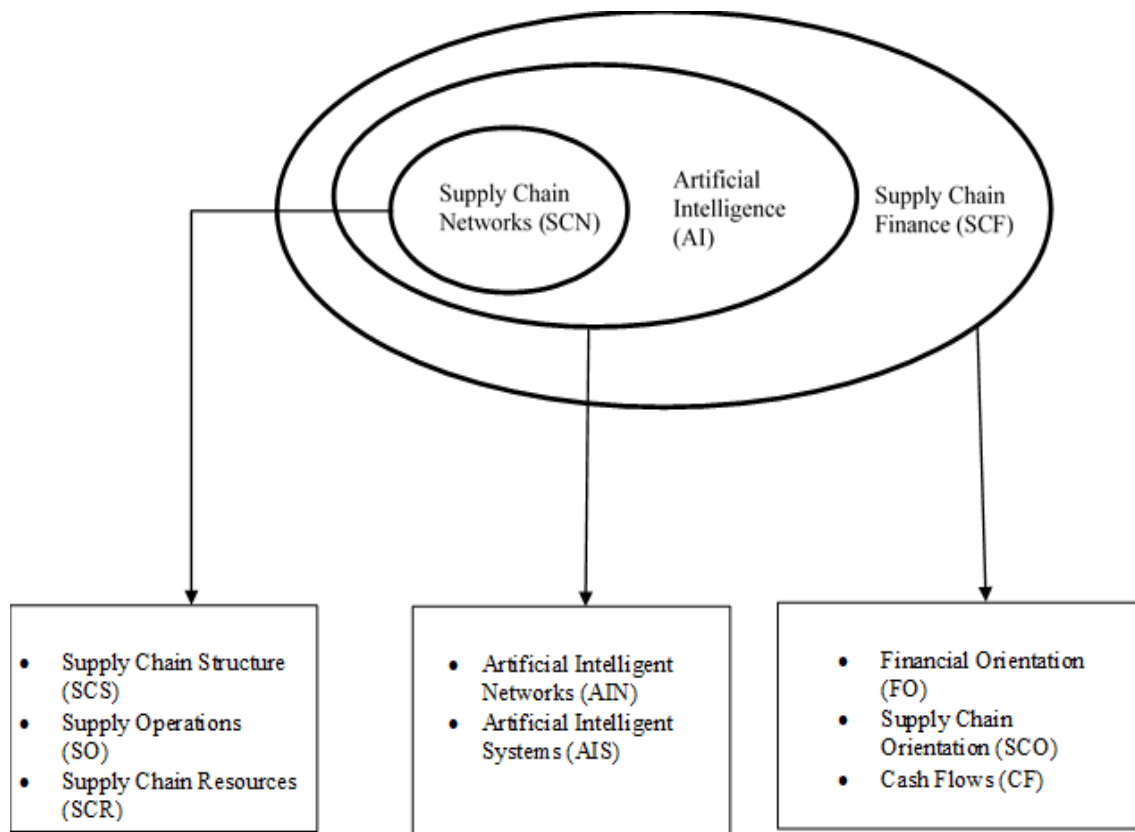 Supply Chain
Networks (SCN)
Artificial
Intelligence
(AI)
Supply Chain
Finance (SCF)
• Supply Chain Structure
(SCS)
• Supply Operations
(SO)
• Supply Chain Resources
(SCR)
• Artificial Intelligent
Networks (AIN)
• Artificial Intelligent
Systems (AIS)
• Financial Orientation
(FO)
• Supply Chain
Orientation (SCO)
• Cash Flows (CF)